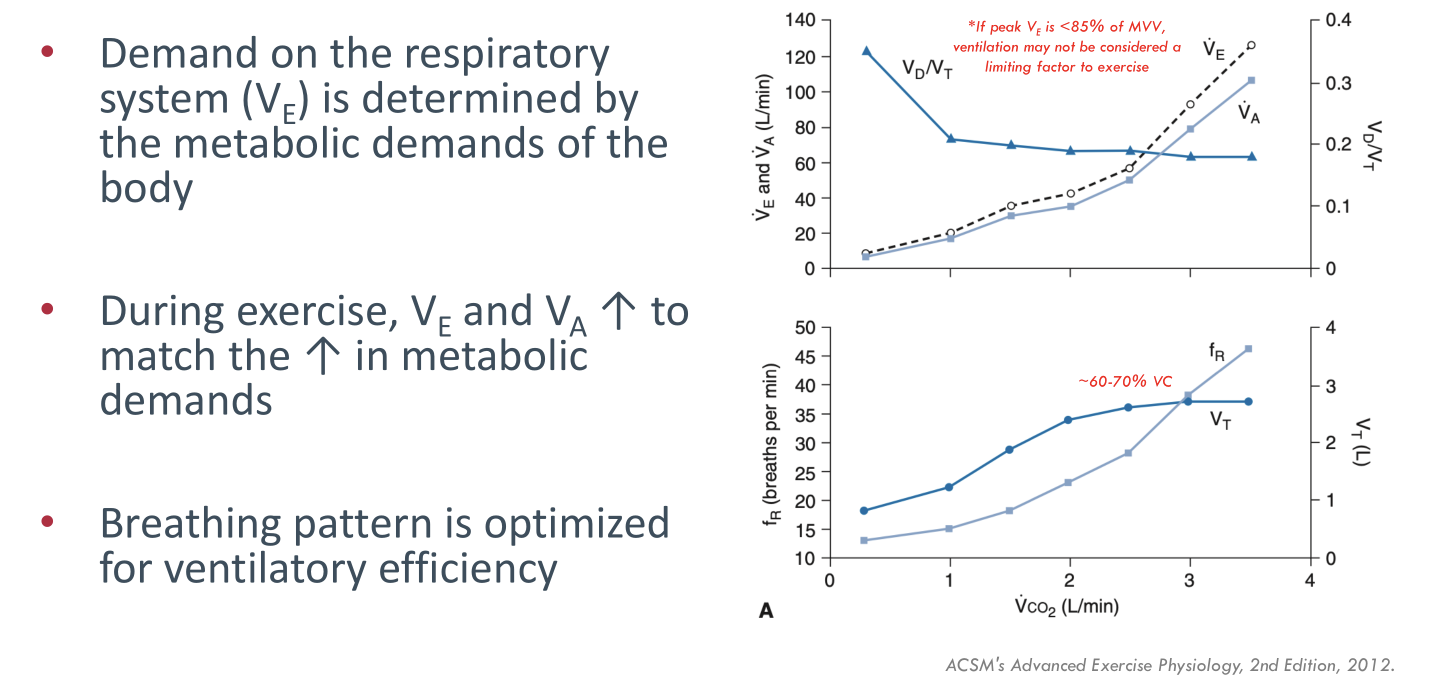 • Demand on the respiratory
system (VE) is determined by
the metabolic demands of the
body
• During exercise, VE and VA ↑ to
match the ↑ in metabolic
demands
• Breathing pattern is optimized
for ventilatory efficiency
*If peak VE is <85% of MVV,
ventilation may not be considered a
limiting factor to exercise
V̇E and V̇A (L/min)
140
120
100
80
60
40
20
0
VD/VT
V̇E
V̇A
0.4
0.3
0.2
0.1
0
VD/VT
fR (breaths per min)
50
45
40
35
30
25
20
15
10
~60-70% VC
fR
VT
4
3
2
1
0
VT (L)
0 1 2 3 4
V̇CO2 (L/min)
A
ACSM's Advanced Exercise Physiology, 2nd Edition, 2012.